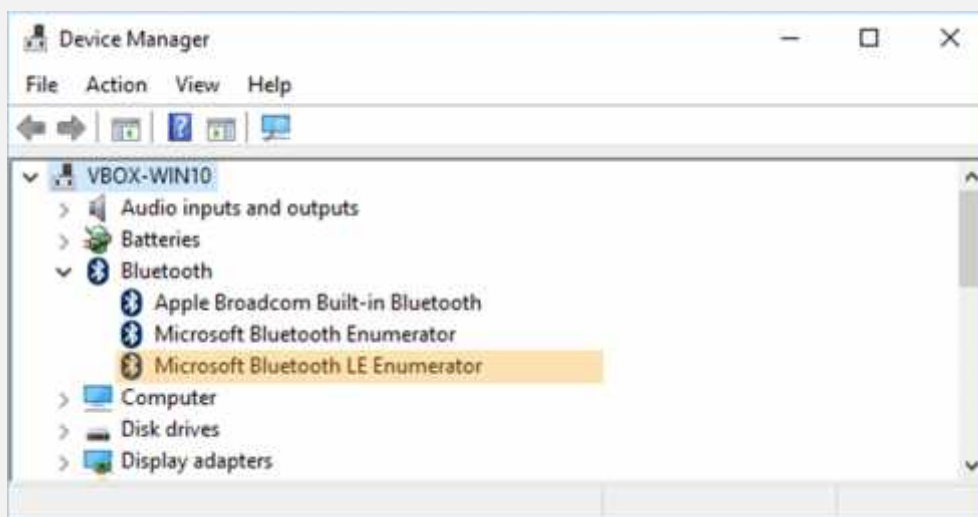 Device Manager
File Action View Help
VBOX-WIN10
Audio inputs and outputs
Batteries
Bluetooth
Apple Broadcom Built-in Bluetooth
Microsoft Bluetooth Enumerator
Microsoft Bluetooth LE Enumerator
Computer
Disk drives
Display adapters